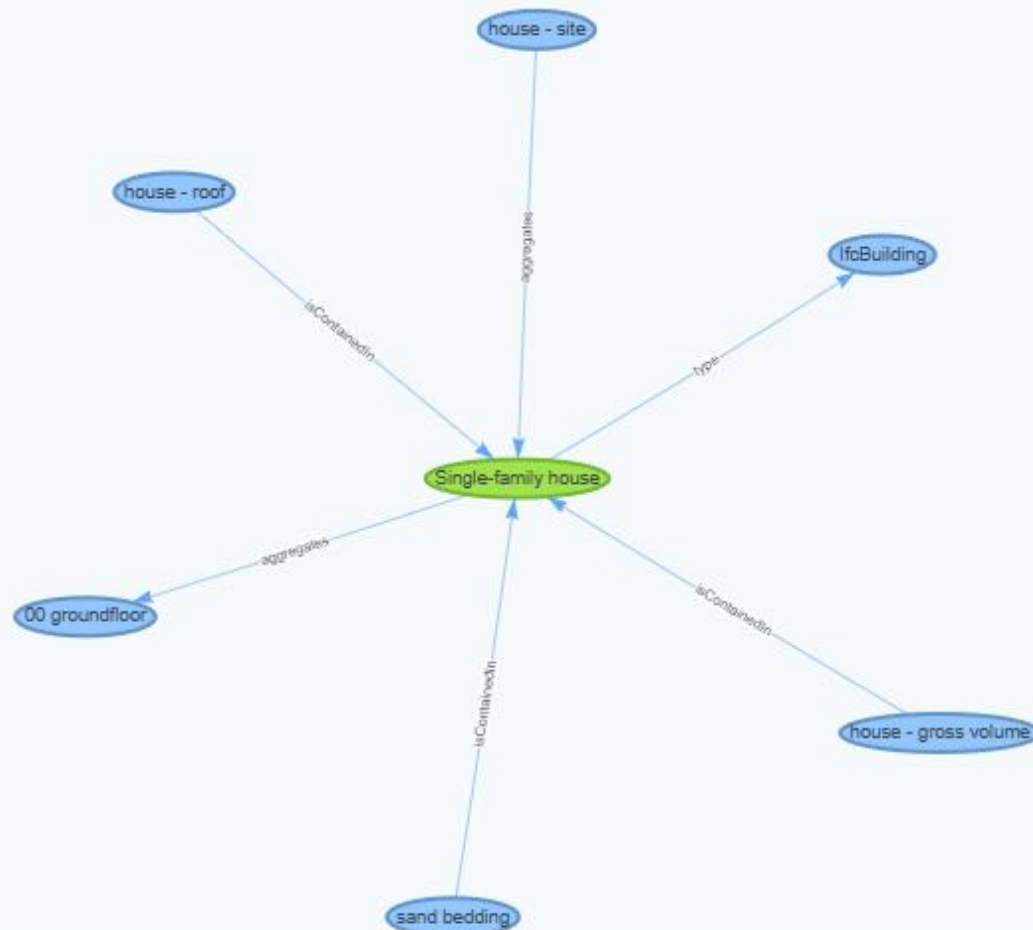 house - site
house - roof
aggregates
IfcBuilding
isContainedIn
type
Single-family house
aggregates
isContainedIn
00 groundfloor
isContainedIn
house - gross volume
sand bedding